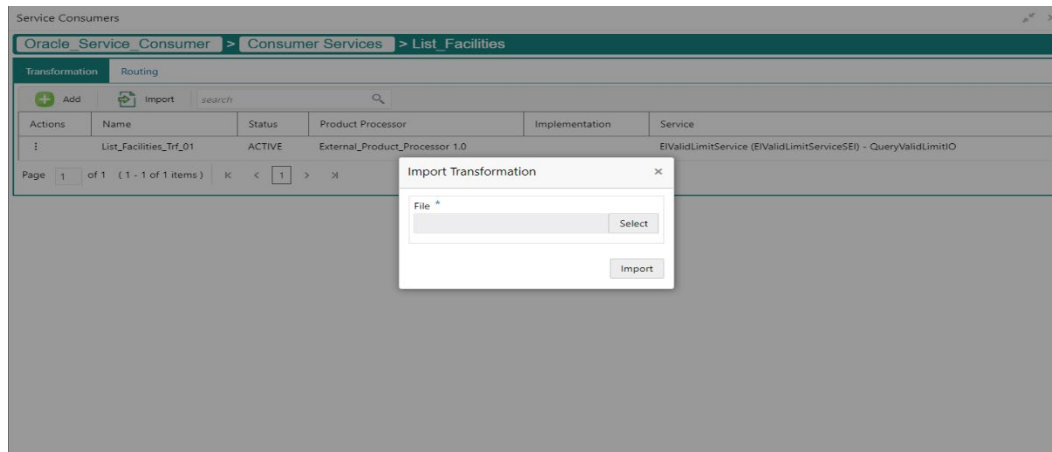 Service Consumers
Oracle_Service_Consumer > Consumer Services > List_Facilities
Transformation Routing
Add Import search
Actions Name Status Product Processor Implementation Service
List_Facilities_Trf_01 ACTIVE External_Product_Processor 1.0 EIValidLimitService (EIValidLimitServiceSEI) - QueryValidLimitIO
Page 1 of 1 (1 - 1 of 1 items) 1
Import Transformation ×
File *
Select
Import